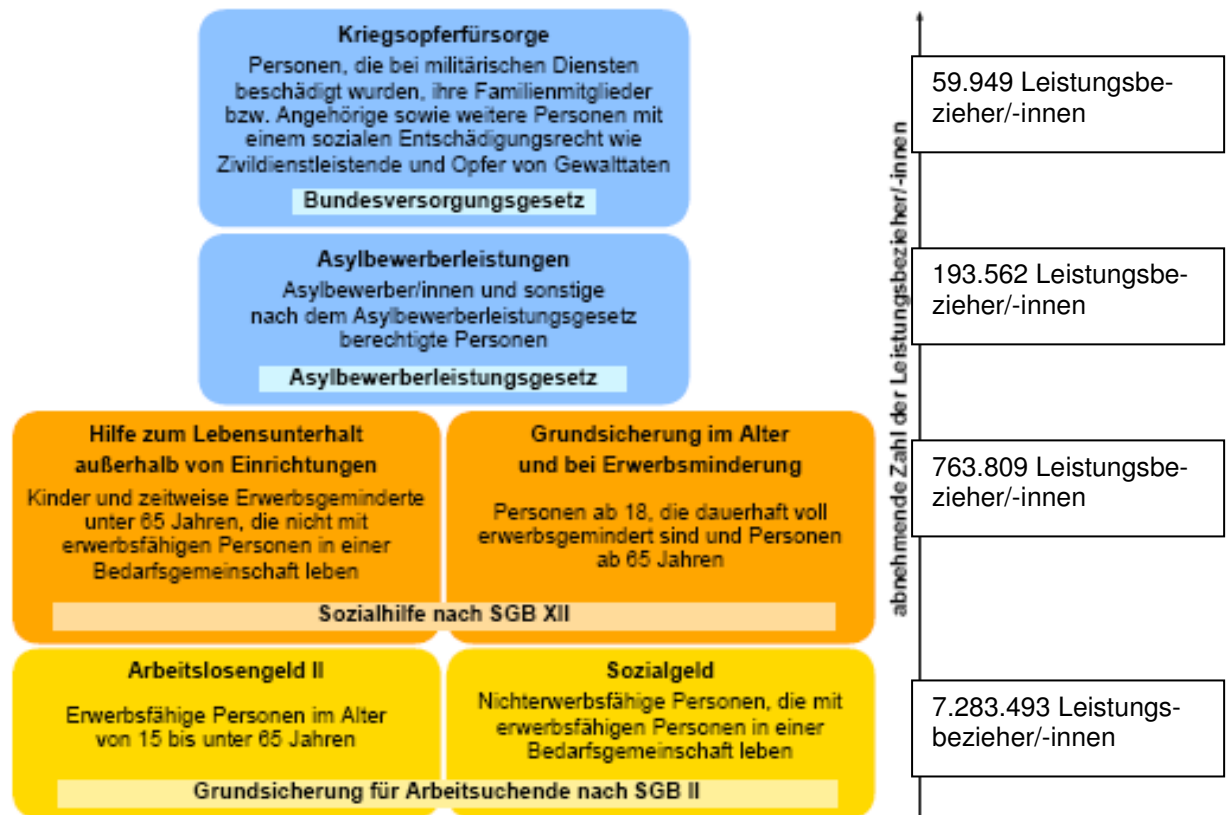 Kriegsopferfürsorge
Personen, die bei militärischen Diensten
beschädigt wurden, ihre Familienmitglieder
bzw. Angehörige sowie weitere Personen mit
einem sozialen Entschädigungsrecht wie
Zivildienstleistende und Opfer von Gewalttaten
Bundesversorgungsgesetz
Asylbewerberleistungen
Asylbewerber/innen und sonstige
nach dem Asylbewerberleistungsgesetz
berechtigte Personen
Asylbewerberleistungsgesetz
Hilfe zum Lebensunterhalt
außerhalb von Einrichtungen
Kinder und zeitweise Erwerbsgeminderte
unter 65 Jahren, die nicht mit
erwerbsfähigen Personen in einer
Bedarfsgemeinschaft leben
Grundsicherung im Alter
und bei Erwerbsminderung
Personen ab 18, die dauerhaft voll
erwerbsgemindert sind und Personen
ab 65 Jahren
Sozialhilfe nach SGB XII
Arbeitslosengeld II
Erwerbsfähige Personen im Alter
von 15 bis unter 65 Jahren
Sozialgeld
Nichterwerbsfähige Personen, die mit
erwerbsfähigen Personen in einer
Bedarfsgemeinschaft leben
Grundsicherung für Arbeitsuchende nach SGB II
abnehmende Zahl der Leistungsbezieher/-innen
59.949 Leistungsbe-
zieher/-innen
193.562 Leistungsbe-
zieher/-innen
763.809 Leistungsbe-
zieher/-innen
7.283.493 Leistungs-
bezieher/-innen